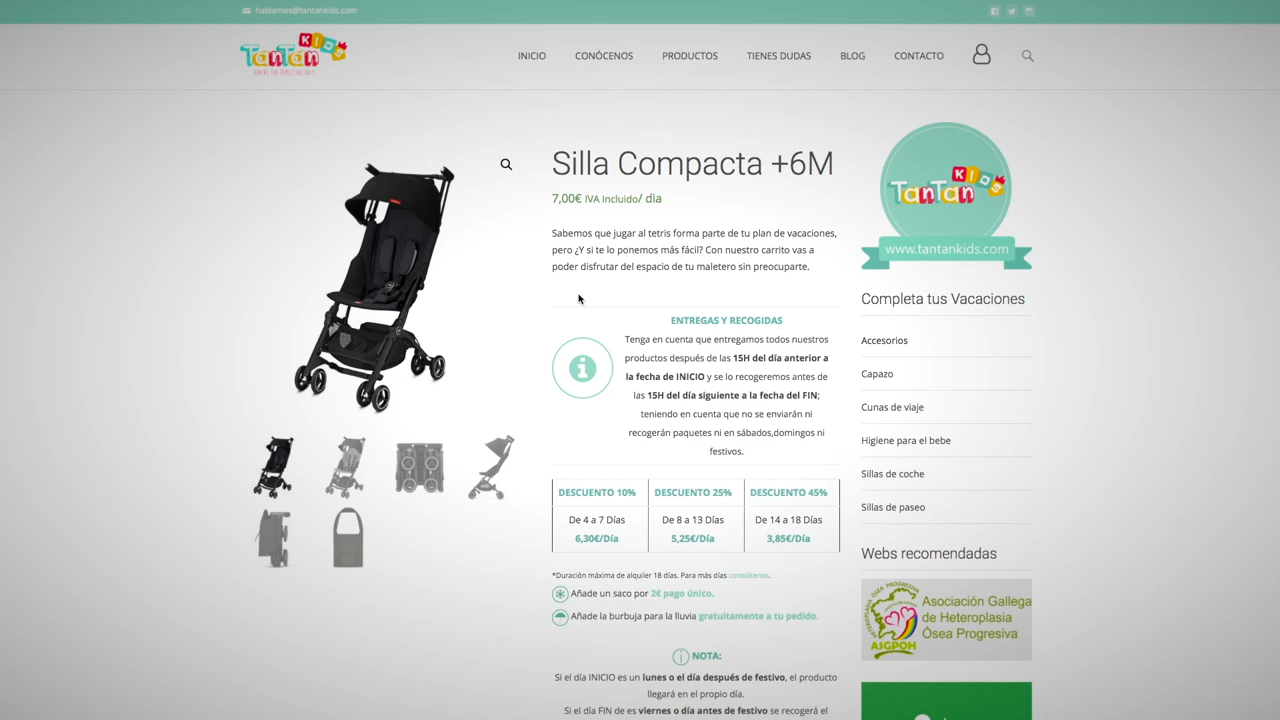 hablamos@tantankids.com
TanTan KIDS
INICIO
CONÓCENOS
PRODUCTOS
TIENES DUDAS
BLOG
CONTACTO
Silla Compacta +6M
7,00€ IVA Incluido/ dia
Sabemos que jugar al tetris forma parte de tu plan de vacaciones,
pero ¿Y si te lo ponemos más fácil? Con nuestro carrito vas a
poder disfrutar del espacio de tu maletero sin preocuparte.
ENTREGAS Y RECOGIDAS
Tenga en cuenta que entregamos todos nuestros
productos después de las 15H del día anterior a
la fecha de INICIO y se lo recogeremos antes de
las 15H del día siguiente a la fecha del FIN;
teniendo en cuenta que no se enviarán ni
recogerán paquetes ni en sábados,domingos ni
festivos.
DESCUENTO 10%
DESCUENTO 25%
DESCUENTO 45%
De 4 a 7 Días
De 8 a 13 Días
De 14 a 18 Días
6,30€/Día
5,25€/Día
3,85€/Día
*Duración máxima de alquiler 18 días. Para más días consúltenos.
Añade un saco por 2€ pago único.
Añade la burbuja para la lluvia gratuitamente a tu pedido.
NOTA:
Si el día INICIO es un lunes o el día después de festivo, el producto
llegará en el propio día.
Si el día FIN de es viernes o día antes de festivo se recogerá el
TanTan KIDS
www.tantankids.com
Completa tus Vacaciones
Accesorios
Capazo
Cunas de viaje
Higiene para el bebe
Sillas de coche
Sillas de paseo
Webs recomendadas
HETEROPLASIA ÓSEA PROGRESIVA
ASGPOH
Asociación Gallega
de Heteroplasia
Ósea Progresiva